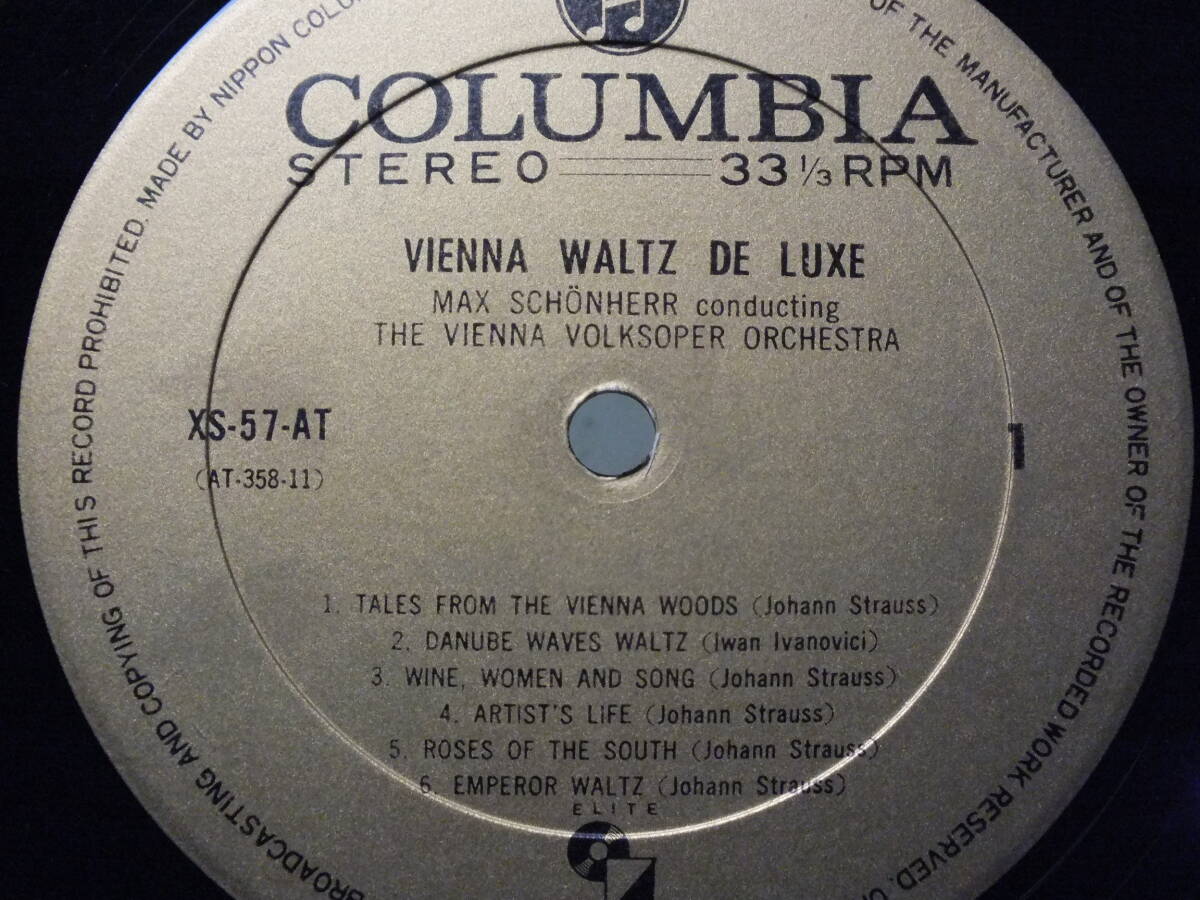 COLUMBIA
STEREO 33 1/3 RPM
VIENNA WALTZ DE LUXE
MAX SCHÖNHERR conducting
THE VIENNA VOLKSOPER ORCHESTRA
XS-57-AT
(AT-358-11)
1
1. TALES FROM THE VIENNA WOODS (Johann Strauss)
2. DANUBE WAVES WALTZ (Iwan Ivanovici)
3. WINE, WOMEN AND SONG (Johann Strauss)
4. ARTIST'S LIFE (Johann Strauss)
5. ROSES OF THE SOUTH (Johann Strauss)
6. EMPEROR WALTZ (Johann Strauss)
ELITE
BROADCASTING AND COPYING OF THIS RECORD PROHIBITED. MADE BY NIPPON
OF THE MANUFACTURER AND OF THE OWNER OF THE RECORDED WORK RESERVED.